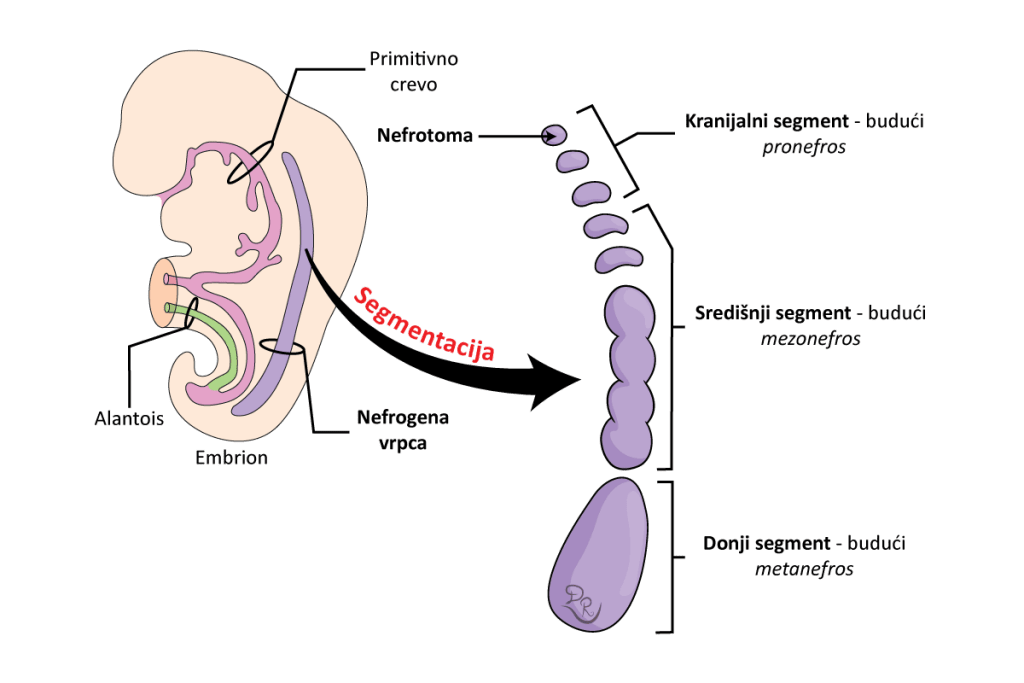 Primitivno
crevo
Nefrotoma
Kranijalni segment - budući
pronefros
Segmentacija
Središnji segment - budući
mezonefros
Alantois
Nefrogena
vrpca
Embrion
Donji segment - budući
metanefros
DR